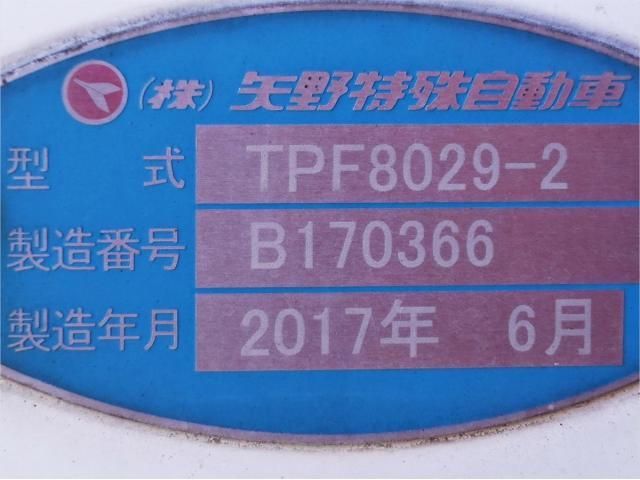 (株) 矢野特殊自動車
型 式 TPF8029-2
製造番号 B170366
製造年月 2017年 6月